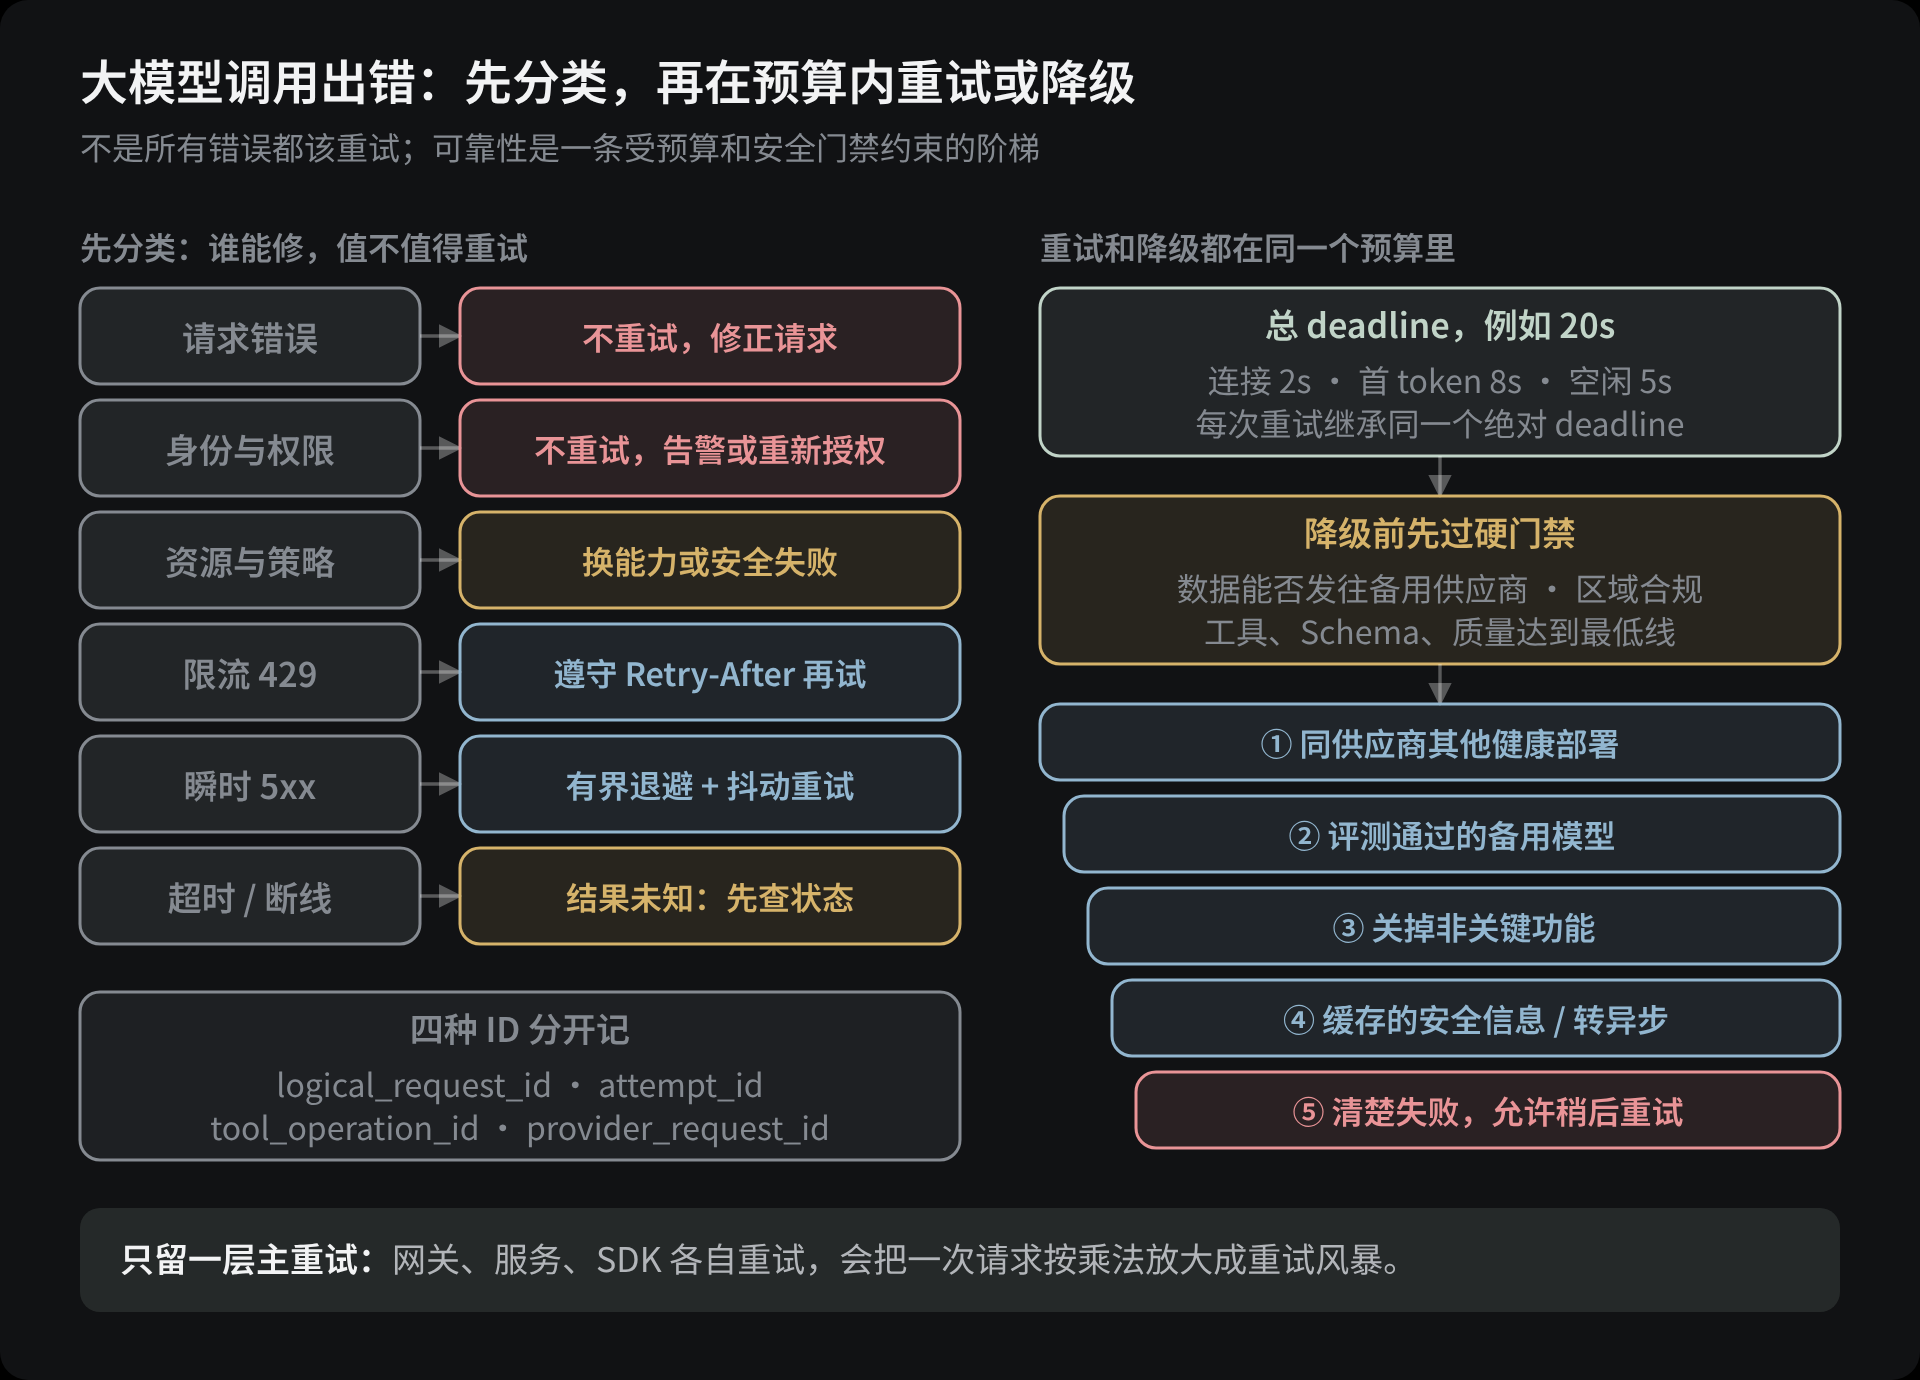 大模型调用出错：先分类，再在预算内重试或降级
不是所有错误都该重试；可靠性是一条受预算和安全门禁约束的阶梯
先分类：谁能修，值不值得重试
请求错误
不重试，修正请求
身份与权限
不重试，告警或重新授权
资源与策略
换能力或安全失败
限流 429
遵守 Retry-After 再试
瞬时 5xx
有界退避 + 抖动重试
超时 / 断线
结果未知：先查状态
四种 ID 分开记
logical_request_id · attempt_id
tool_operation_id · provider_request_id
重试和降级都在同一个预算里
总 deadline，例如 20s
连接 2s · 首 token 8s · 空闲 5s
每次重试继承同一个绝对 deadline
降级前先过硬门禁
数据能否发往备用供应商 · 区域合规
工具、Schema、质量达到最低线
① 同供应商其他健康部署
② 评测通过的备用模型
③ 关掉非关键功能
④ 缓存的安全信息 / 转异步
⑤ 清楚失败，允许稍后重试
只留一层主重试：网关、服务、SDK 各自重试，会把一次请求按乘法放大成重试风暴。